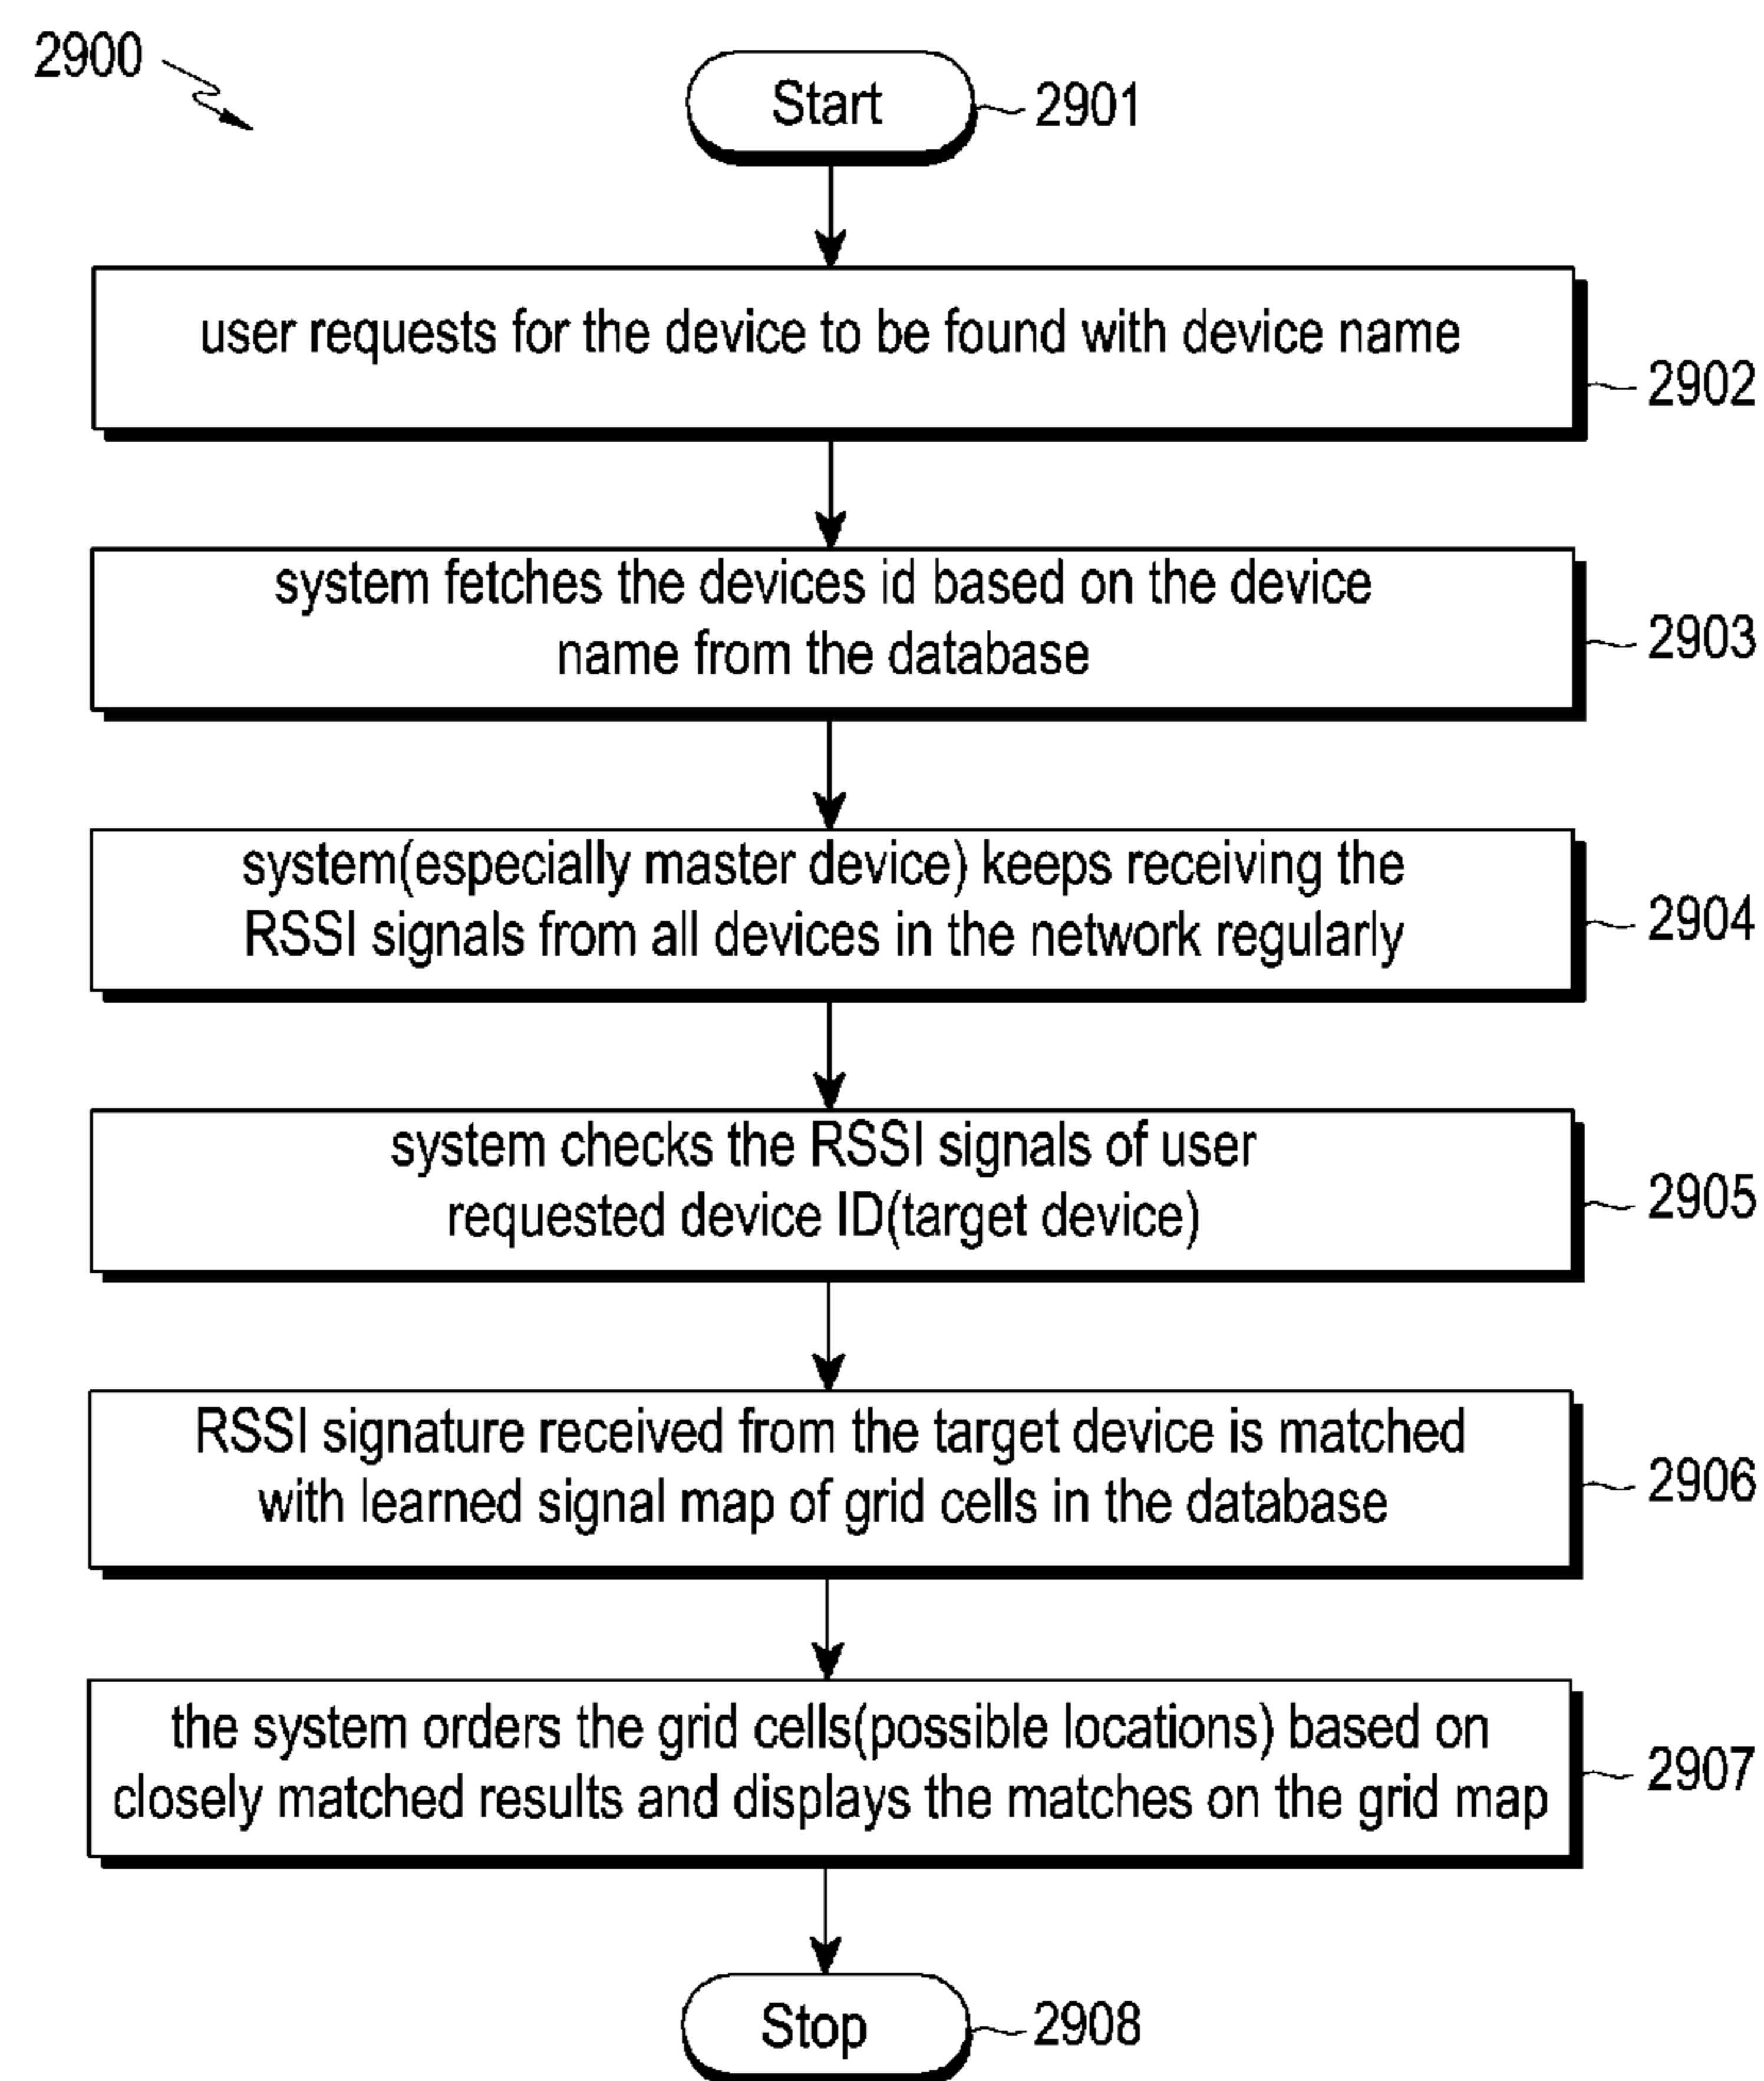 2900
Start
2901
user requests for the device to be found with device name
2902
system fetches the devices id based on the device
name from the database
2903
system(especially master device) keeps receiving the
RSSI signals from all devices in the network regularly
2904
system checks the RSSI signals of user
requested device ID(target device)
2905
RSSI signature received from the target device is matched
with learned signal map of grid cells in the database
2906
the system orders the grid cells(possible locations) based on
closely matched results and displays the matches on the grid map
2907
Stop
2908